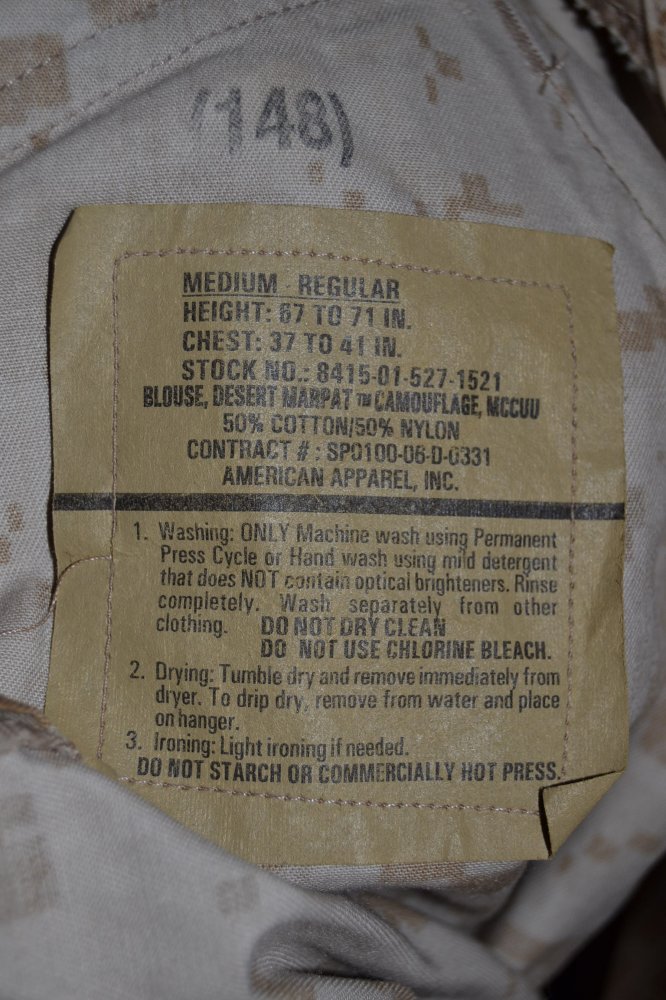 (148)
MEDIUM - REGULAR
HEIGHT: 67 TO 71 IN.
CHEST: 37 TO 41 IN.
STOCK NO.: 8415-01-527-1521
BLOUSE, DESERT MARPAT™ CAMOUFLAGE, MCCUU
50% COTTON/50% NYLON
CONTRACT # : SP0100-06-D-0331
AMERICAN APPAREL, INC.
1. Washing: ONLY Machine wash using Permanent
Press Cycle or Hand wash using mild detergent
that does NOT contain optical brighteners. Rinse
completely. Wash separately from other
clothing. DO NOT DRY CLEAN
DO NOT USE CHLORINE BLEACH.
2. Drying: Tumble dry and remove immediately from
dryer. To drip dry, remove from water and place
on hanger.
3. Ironing: Light ironing if needed.
DO NOT STARCH OR COMMERCIALLY HOT PRESS.